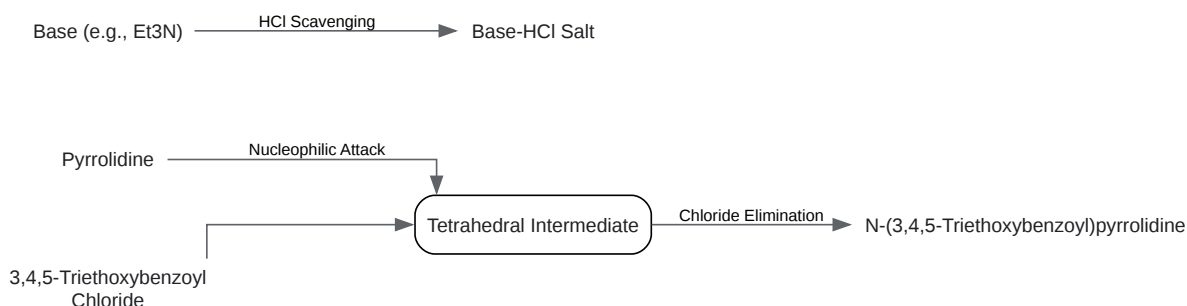 HCl Scavenging
Base (e.g., Et3N)
Base-HCl Salt
Nucleophilic Attack
Pyrrolidine
Tetrahedral Intermediate
Chloride Elimination
N-(3,4,5-Triethoxybenzoyl)pyrrolidine
3,4,5-Triethoxybenzoyl
Chloride